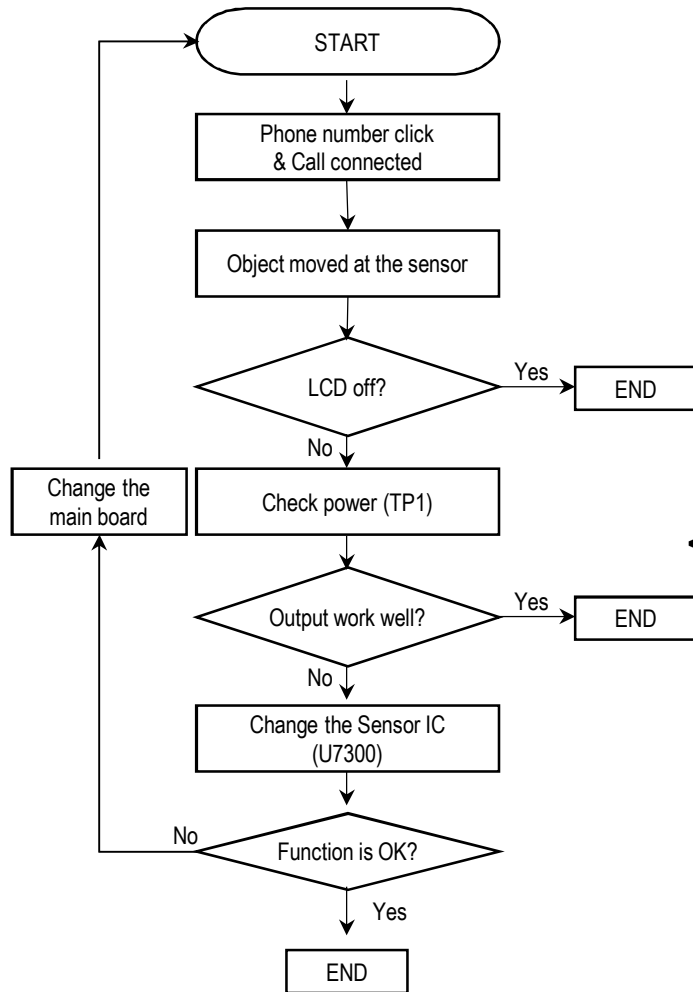 START
Phone number click
& Call connected
Object moved at the sensor
LCD off?
Yes
END
No
Change the
main board
Check power (TP1)
Output work well?
Yes
END
No
Change the Sensor IC
(U7300)
No
Function is OK?
Yes
END